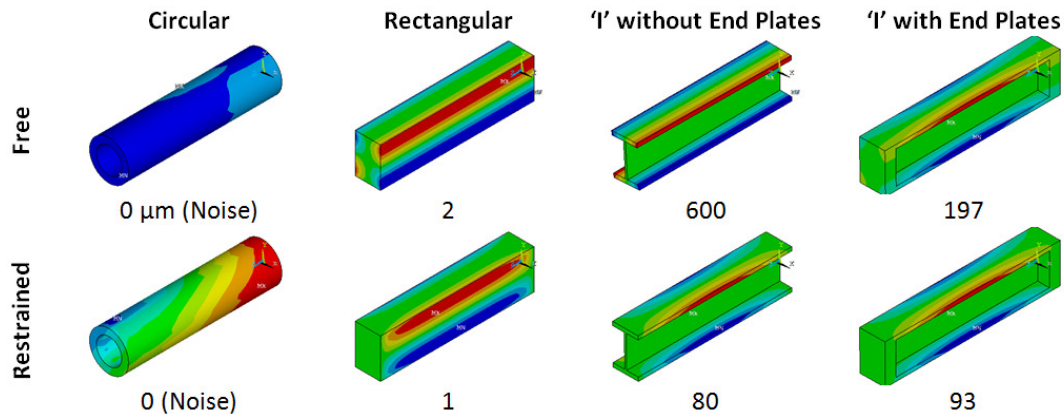 Circular Rectangular ‘I’ without End Plates ‘I’ with End Plates
Free
0 µm (Noise) 2 600 197
Restrained
0 (Noise) 1 80 93